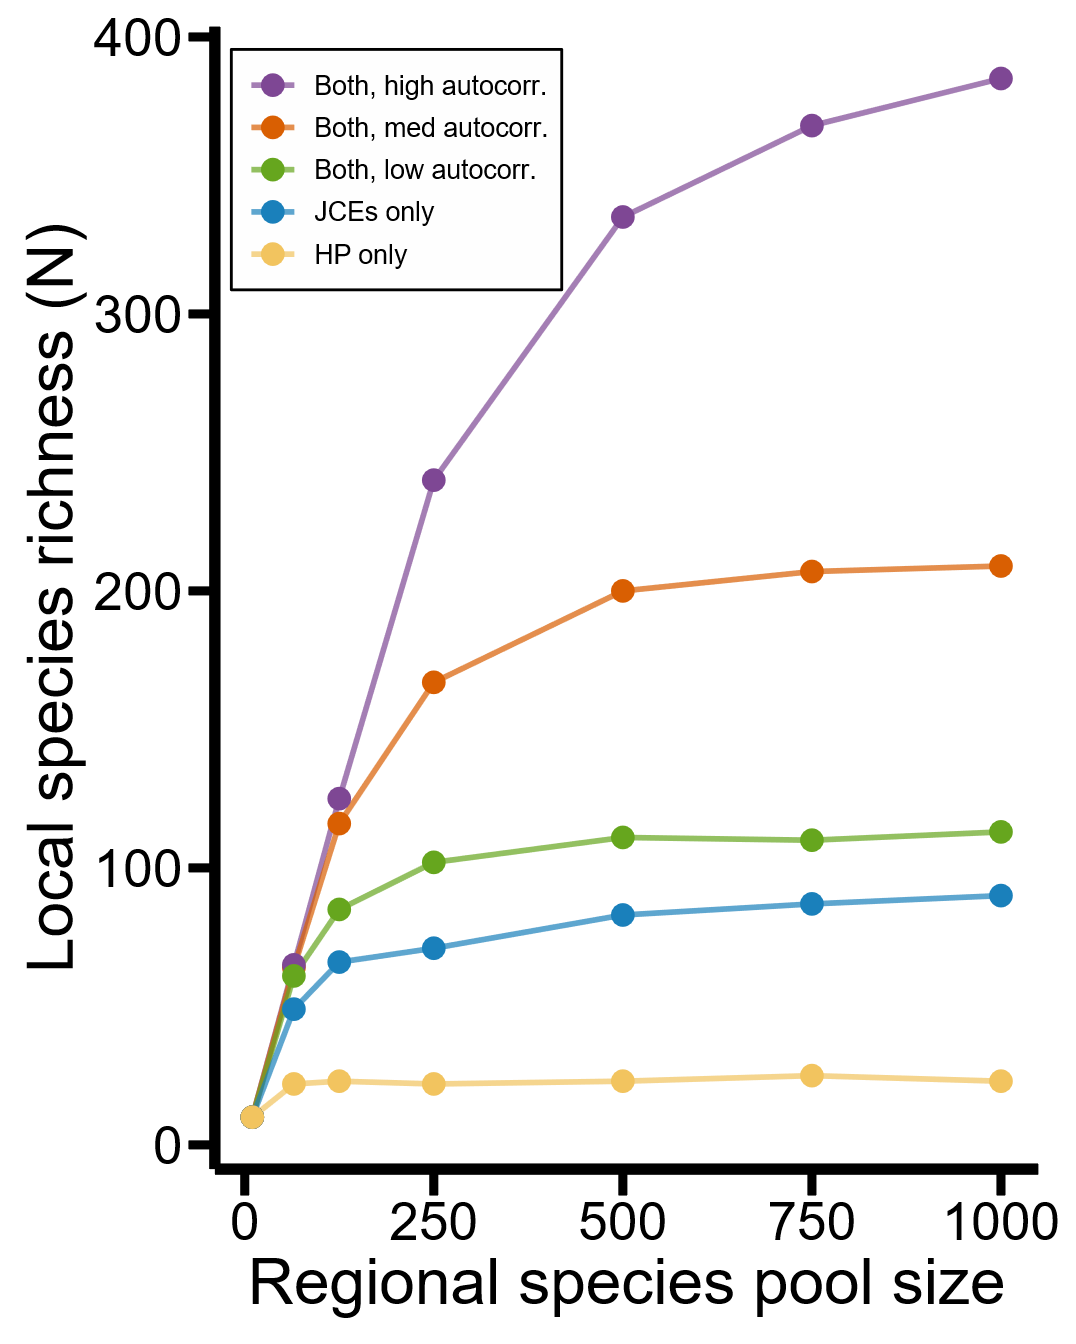 400
300
200
100
0
Local species richness (N)
Both, high autocorr.
Both, med autocorr.
Both, low autocorr.
JCEs only
HP only
0 250 500 750 1000
Regional species pool size